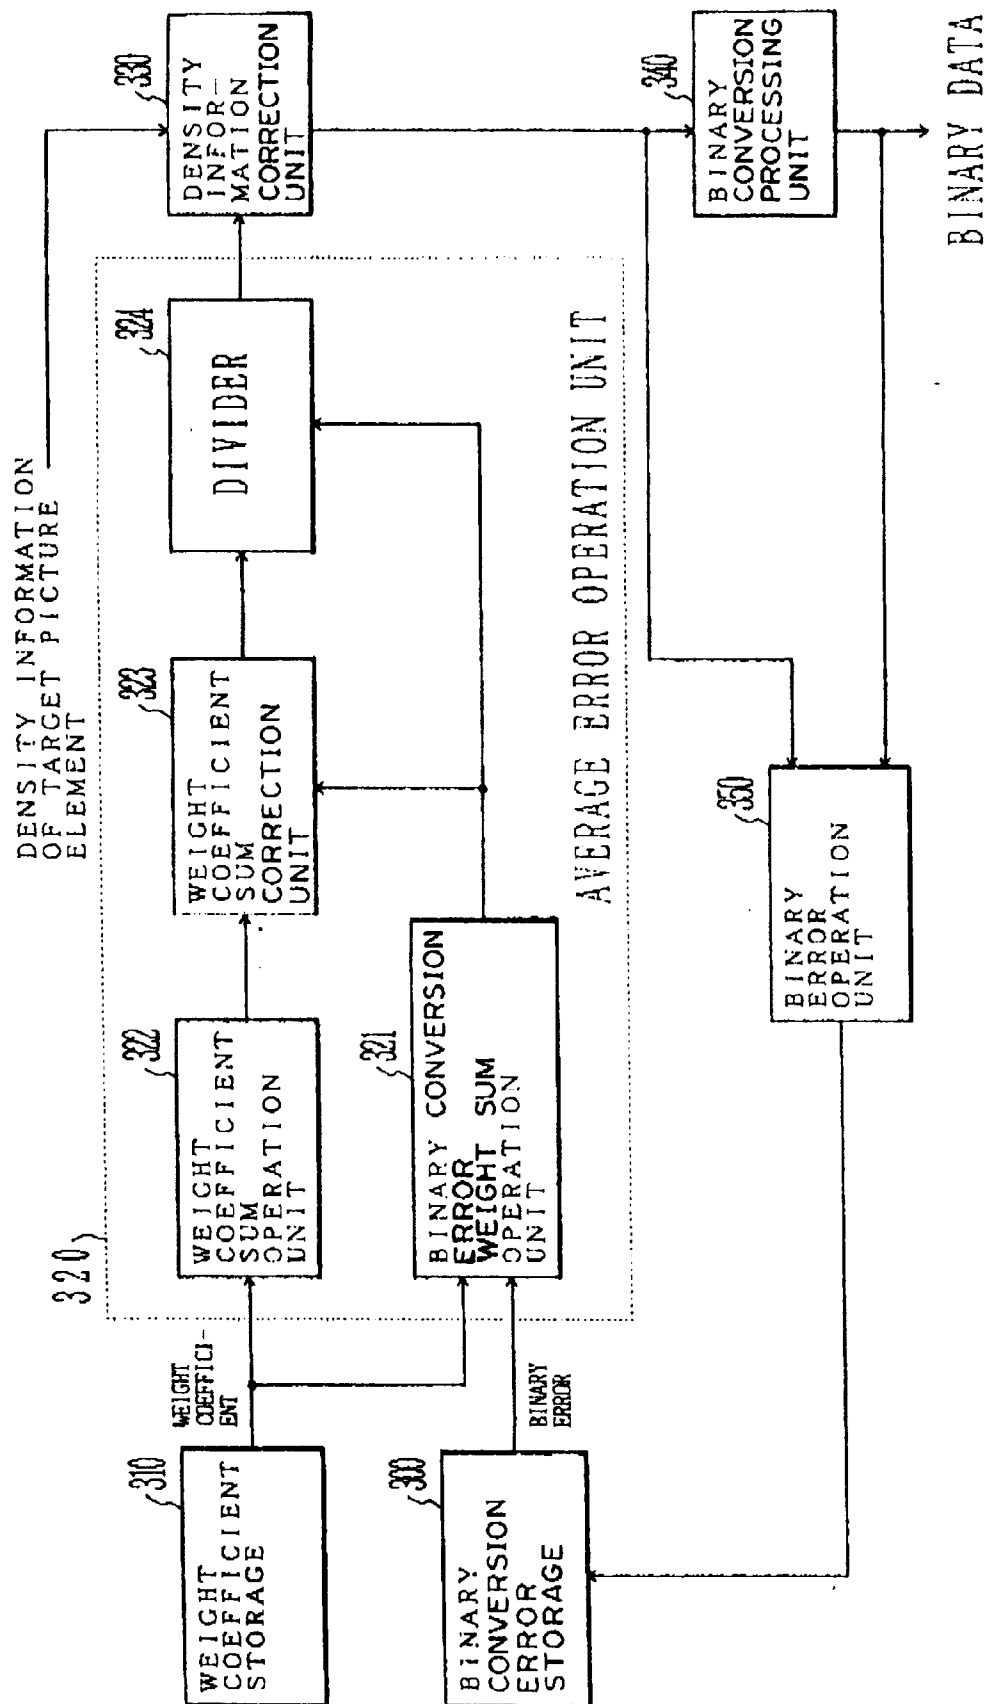 DENSITY INFORMATION
OF TARGET PICTURE
ELEMENT
320
310
WEIGHT
COEFFICIENT
STORAGE
WEIGHT
COEFFICI-
ENT
322
WEIGHT
COEFFICIENT
SUM
OPERATION
UNIT
323
WEIGHT
COEFFICIENT
SUM
CORRECTION
UNIT
324
DIVIDER
330
DENSITY
INFOR-
MATION
CORRECTION
UNIT
300
BINARY
CONVERSION
ERROR
STORAGE
BINARY
ERROR
321
BINARY CONVERSION
ERROR
WEIGHT SUM
OPERATION
UNIT
AVERAGE ERROR OPERATION UNIT
350
BINARY
ERROR
OPERATION
UNIT
340
BINARY
CONVERSION
PROCESSING
UNIT
BINARY DATA